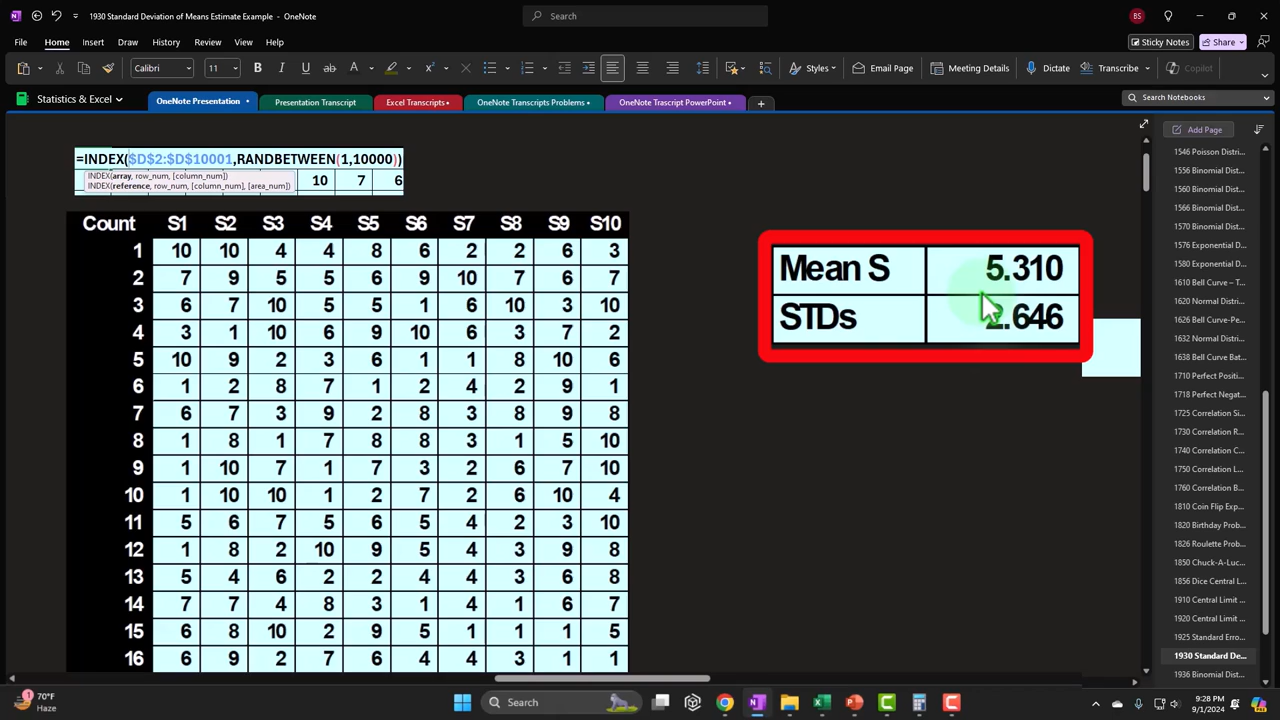 1930 Standard Deviation of Means Estimate Example - OneNote
Search
BS
File Home Insert Draw History Review View Help
Sticky Notes
Share
Calibri 11 B I U ab Styles Email Page Meeting Details Dictate Transcribe Copilot
Statistics & Excel
OneNote Presentation
Presentation Transcript
Excel Transcripts
OneNote Transcripts Problems
OneNote Trascript PowerPoint
Search Notebooks
Add Page
=INDEX($D$2:$D$10001,RANDBETWEEN(1,10000))
INDEX(array, row_num, [column_num])
INDEX(reference, row_num, [column_num], [area_num])
10 7 6
Count S1 S2 S3 S4 S5 S6 S7 S8 S9 S10
1 10 10 4 4 8 6 2 2 6 3
2 7 9 5 5 6 9 10 7 6 7
3 6 7 10 5 5 1 6 10 3 10
4 3 1 10 6 9 10 6 3 7 2
5 10 9 2 3 6 1 1 8 10 6
6 1 2 8 7 1 2 4 2 9 1
7 6 7 3 9 2 8 3 8 9 8
8 1 8 1 7 8 8 3 1 5 10
9 1 10 7 1 7 3 2 6 7 10
10 1 10 10 1 2 7 2 6 10 4
11 5 6 7 5 6 5 4 2 3 10
12 1 8 2 10 9 5 4 3 9 8
13 5 4 6 2 2 4 4 3 6 8
14 7 7 4 8 3 1 4 1 6 7
15 6 8 10 2 9 5 1 1 1 5
16 6 9 2 7 6 4 4 3 1 1
Mean S 5.310
STDs 2.646
1546 Poisson Distri...
1556 Binomial Distr...
1560 Binomial Distr...
1566 Binomial Distr...
1570 Binomial Distr...
1576 Exponential D...
1580 Exponential D...
1610 Bell Curve – T...
1620 Normal Distri...
1626 Bell Curve-Pe...
1632 Normal Distri...
1638 Bell Curve Bat...
1710 Perfect Positi...
1718 Perfect Negat...
1725 Correlation Si...
1730 Correlation R...
1740 Correlation C...
1750 Correlation L...
1760 Correlation B...
1810 Coin Flip Exp...
1820 Birthday Prob...
1826 Roulette Probl...
1850 Chuck-A-Luc...
1856 Dice Central L...
1910 Central Limit ...
1920 Central Limit ...
1925 Standard Erro...
1930 Standard De...
1936 Binomial Dist...
1
70°F
Haze
Search
9:28 PM
9/1/2024